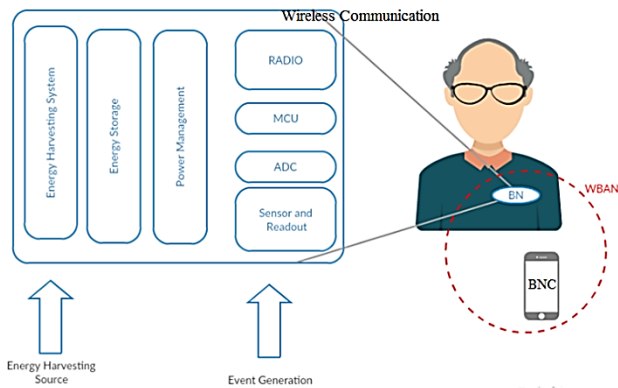 Wireless Communication
Energy Harvesting System
Energy Storage
Power Management
RADIO
MCU
ADC
Sensor and
Readout
BN
WBAN
BNC
Energy Harvesting
Source
Event Generation